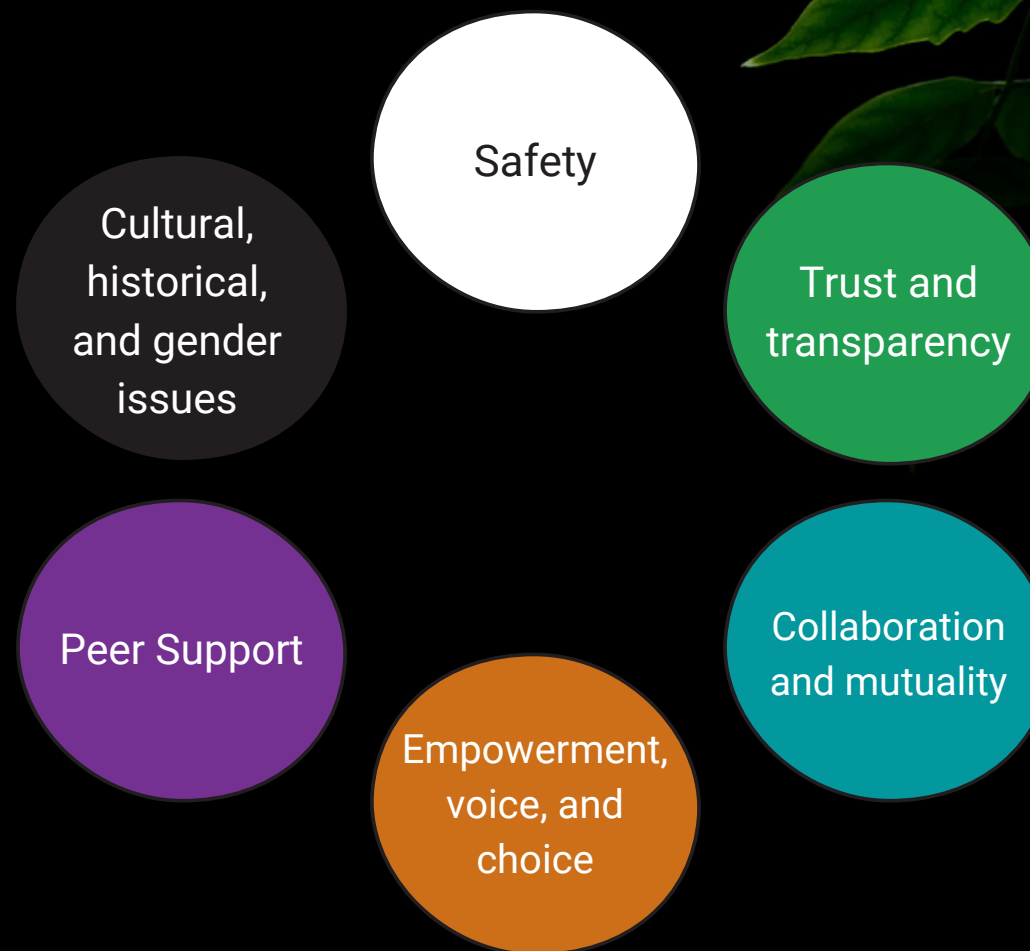 Safety
Cultural,
historical,
and gender
issues
Trust and
transparency
Peer Support
Collaboration
and mutuality
Empowerment,
voice, and
choice